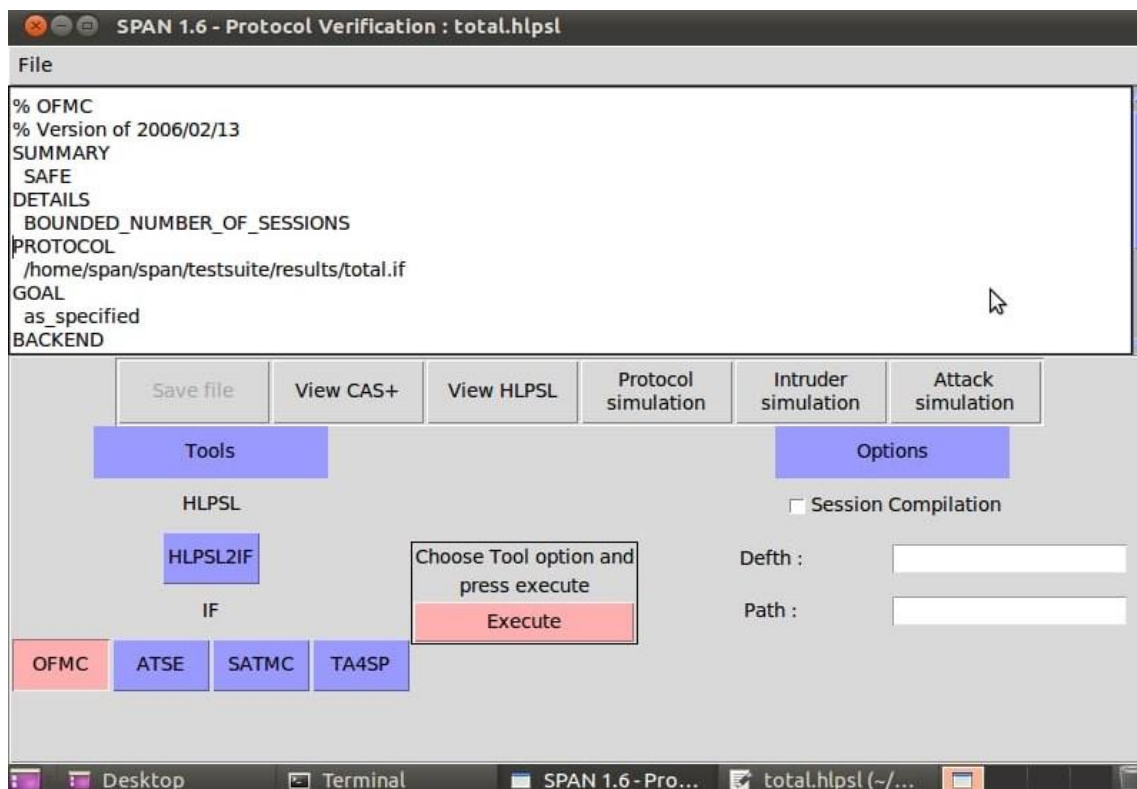 SPAN 1.6 - Protocol Verification : total.hlpsl
File
% OFMC
% Version of 2006/02/13
SUMMARY
SAFE
DETAILS
BOUNDED_NUMBER_OF_SESSIONS
PROTOCOL
/home/span/span/testsuite/results/total.if
GOAL
as_specified
BACKEND
Save file
View CAS+
View HLPSL
Protocol
simulation
Intruder
simulation
Attack
simulation
Tools
Options
HLPSL
Session Compilation
HLPSL2IF
Choose Tool option and
press execute
Defth :
IF
Execute
Path :
OFMC
ATSE
SATMC
TA4SP
Desktop
Terminal
SPAN 1.6 - Pro...
total.hlpsl (~/...